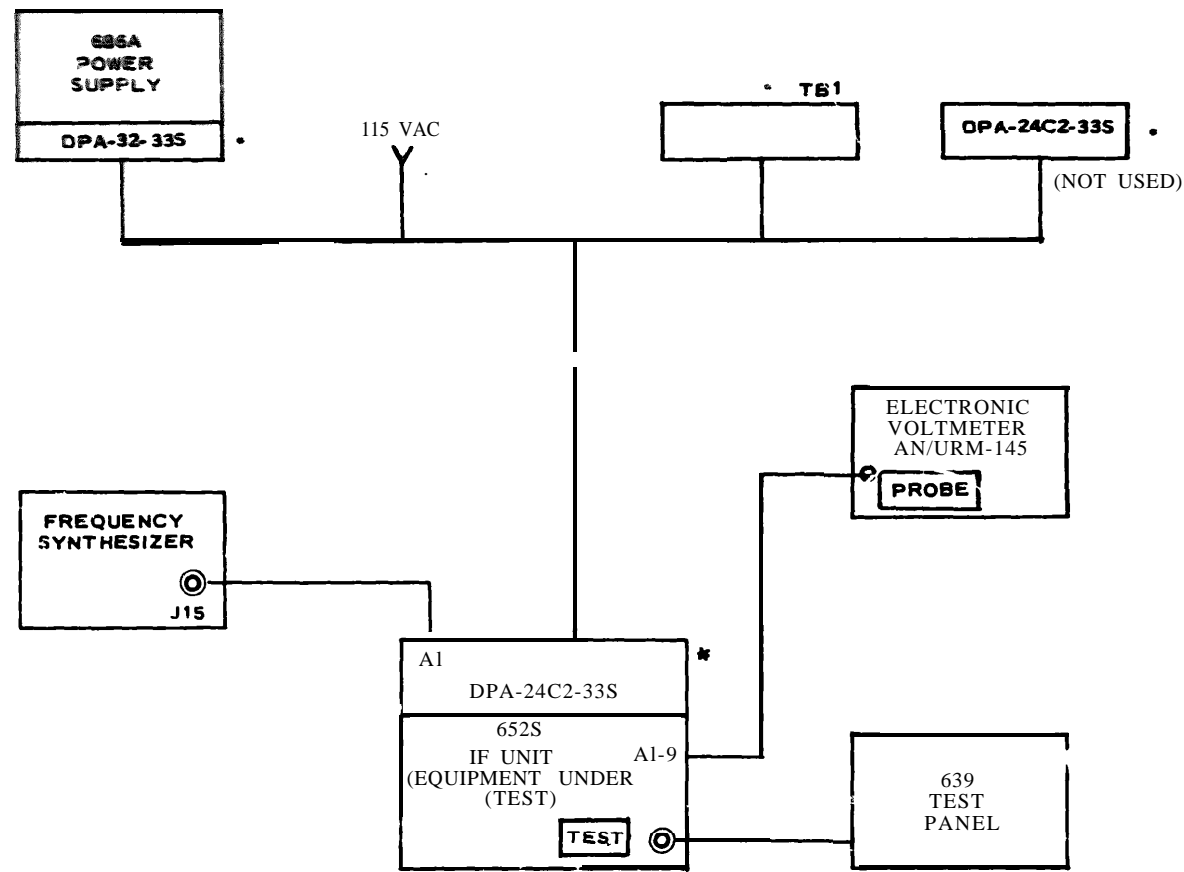 686A
POWER
SUPPLY
DPA-32-33S
115 VAC
TB1
DPA-24C2-33S
(NOT USED)
ELECTRONIC
VOLTMETER
AN/URM-145
PROBE
FREQUENCY
SYNTHESIZER
J15
A1
*
DPA-24C2-33S
652S
IF UNIT
A1-9
(EQUIPMENT UNDER
(TEST)
TEST
639
TEST
PANEL